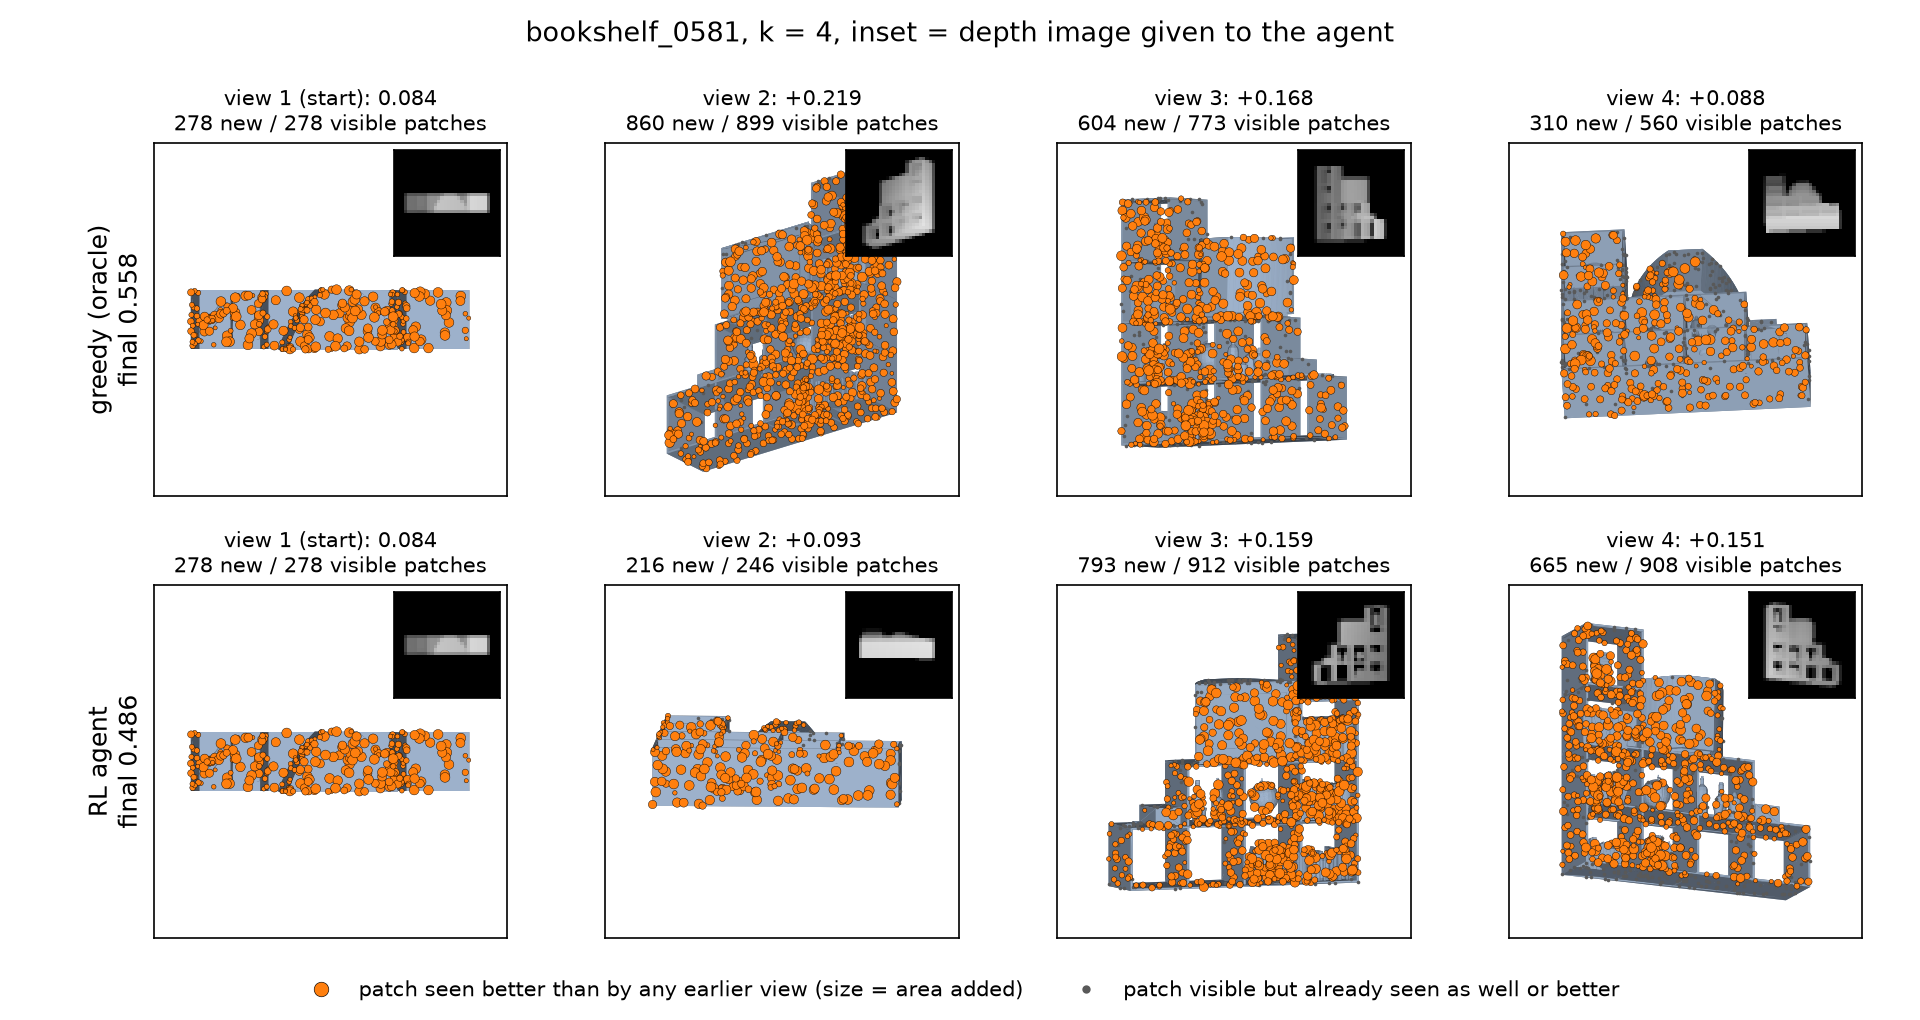 bookshelf_0581, k = 4, inset = depth image given to the agent
greedy (oracle)
final 0.558
view 1 (start): 0.084
278 new / 278 visible patches
view 2: +0.219
860 new / 899 visible patches
view 3: +0.168
604 new / 773 visible patches
view 4: +0.088
310 new / 560 visible patches
RL agent
final 0.486
view 1 (start): 0.084
278 new / 278 visible patches
view 2: +0.093
216 new / 246 visible patches
view 3: +0.159
793 new / 912 visible patches
view 4: +0.151
665 new / 908 visible patches
patch seen better than by any earlier view (size = area added)
patch visible but already seen as well or better